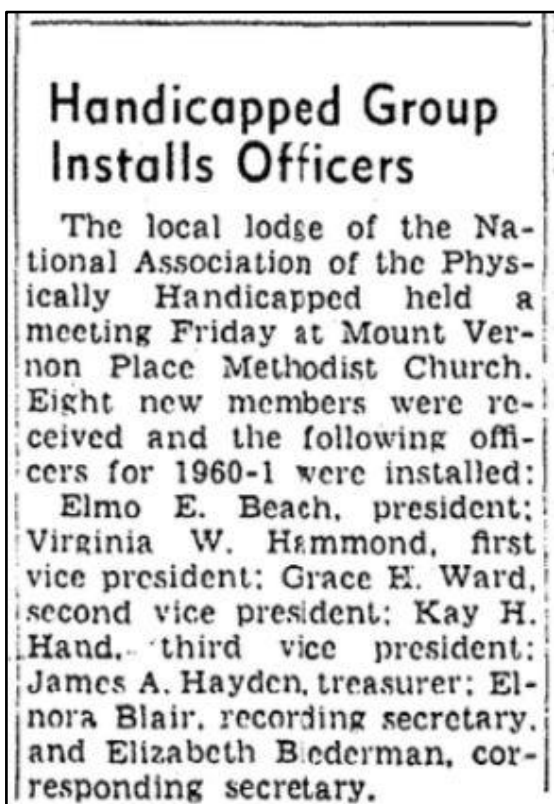 Handicapped Group
Installs Officers
The local lodge of the Na-
tional Association of the Phys-
ically Handicapped held a
meeting Friday at Mount Ver-
non Place Methodist Church.
Eight new members were re-
ceived and the following offi-
cers for 1960-1 were installed:
Elmo E. Beach, president;
Virginia W. Hammond, first
vice president; Grace H. Ward,
second vice president; Kay H.
Hand, third vice president;
James A. Hayden, treasurer; El-
nora Blair, recording secretary,
and Elizabeth Biederman, cor-
responding secretary.